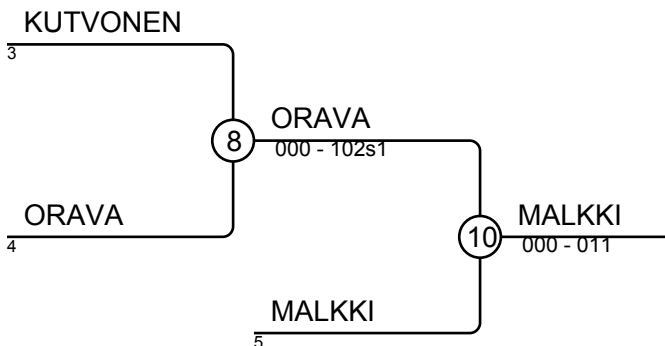 KUTVONEN
3
8
ORAVA
000 - 102s1
ORAVA
4
10
MALKKI
000 - 011
MALKKI
5